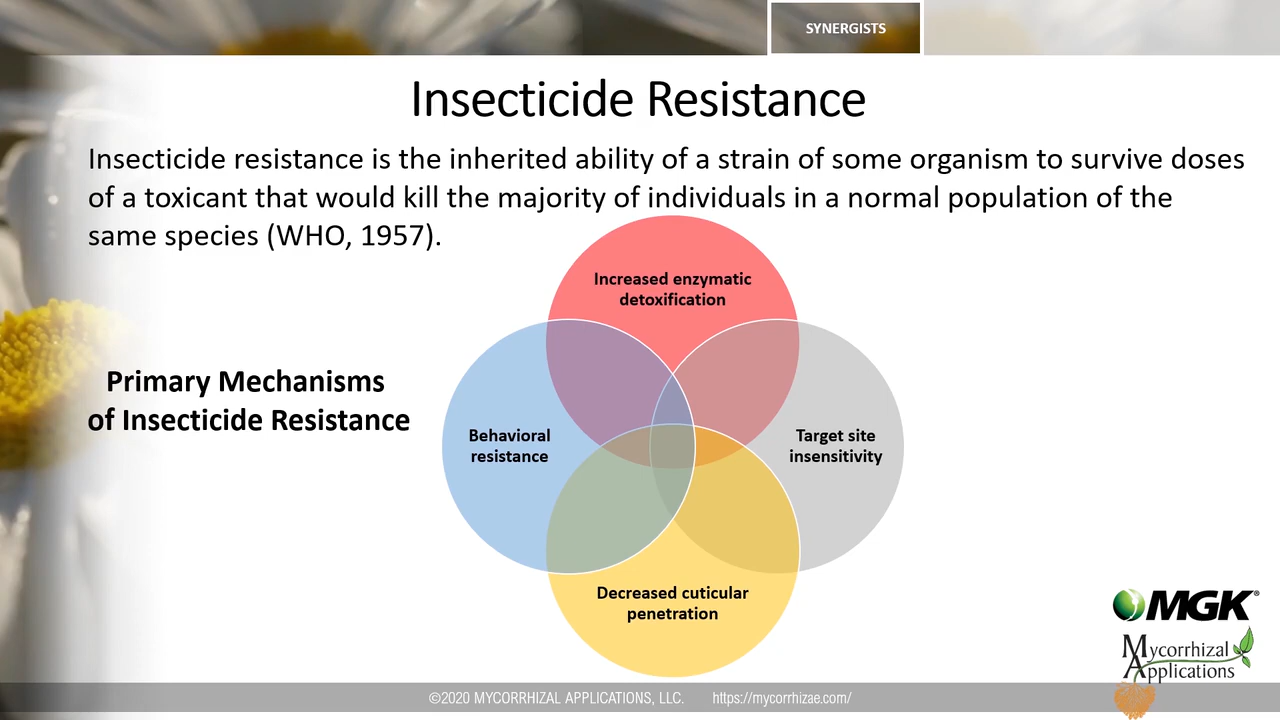 SYNERGISTS
Insecticide Resistance
Insecticide resistance is the inherited ability of a strain of some organism to survive doses
of a toxicant that would kill the majority of individuals in a normal population of the
same species (WHO, 1957).
Increased enzymatic
detoxification
Primary Mechanisms
of Insecticide Resistance
Behavioral
resistance
Target site
insensitivity
Decreased cuticular
penetration
MGK®
Mycorrhizal
Applications
©2020 MYCORRHIZAL APPLICATIONS, LLC. https://mycorrhizae.com/